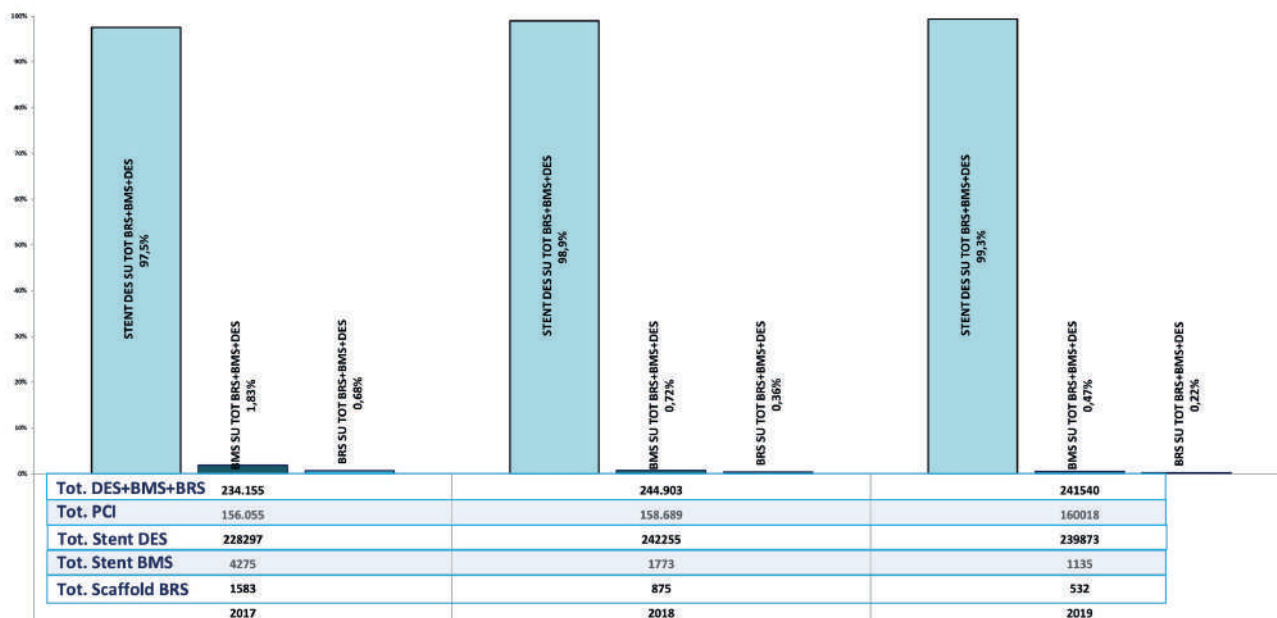 100%
90%
80%
70%
60%
50%
40%
30%
20%
10%
0%
STENT DES SU TOT BRS+BMS+DES
97,5%
BMS SU TOT BRS+BMS+DES
1,83%
BRS SU TOT BRS+BMS+DES
0,68%
STENT DES SU TOT BRS+BMS+DES
98,9%
BMS SU TOT BRS+BMS+DES
0,72%
BRS SU TOT BRS+BMS+DES
0,36%
STENT DES SU TOT BRS+BMS+DES
99,3%
BMS SU TOT BRS+BMS+DES
0,47%
BRS SU TOT BRS+BMS+DES
0,22%
Tot. DES+BMS+BRS 234.155 244.903 241540
Tot. PCI 156.055 158.689 160018
Tot. Stent DES 228297 242255 239873
Tot. Stent BMS 4275 1773 1135
Tot. Scaffold BRS 1583 875 532
2017 2018 2019